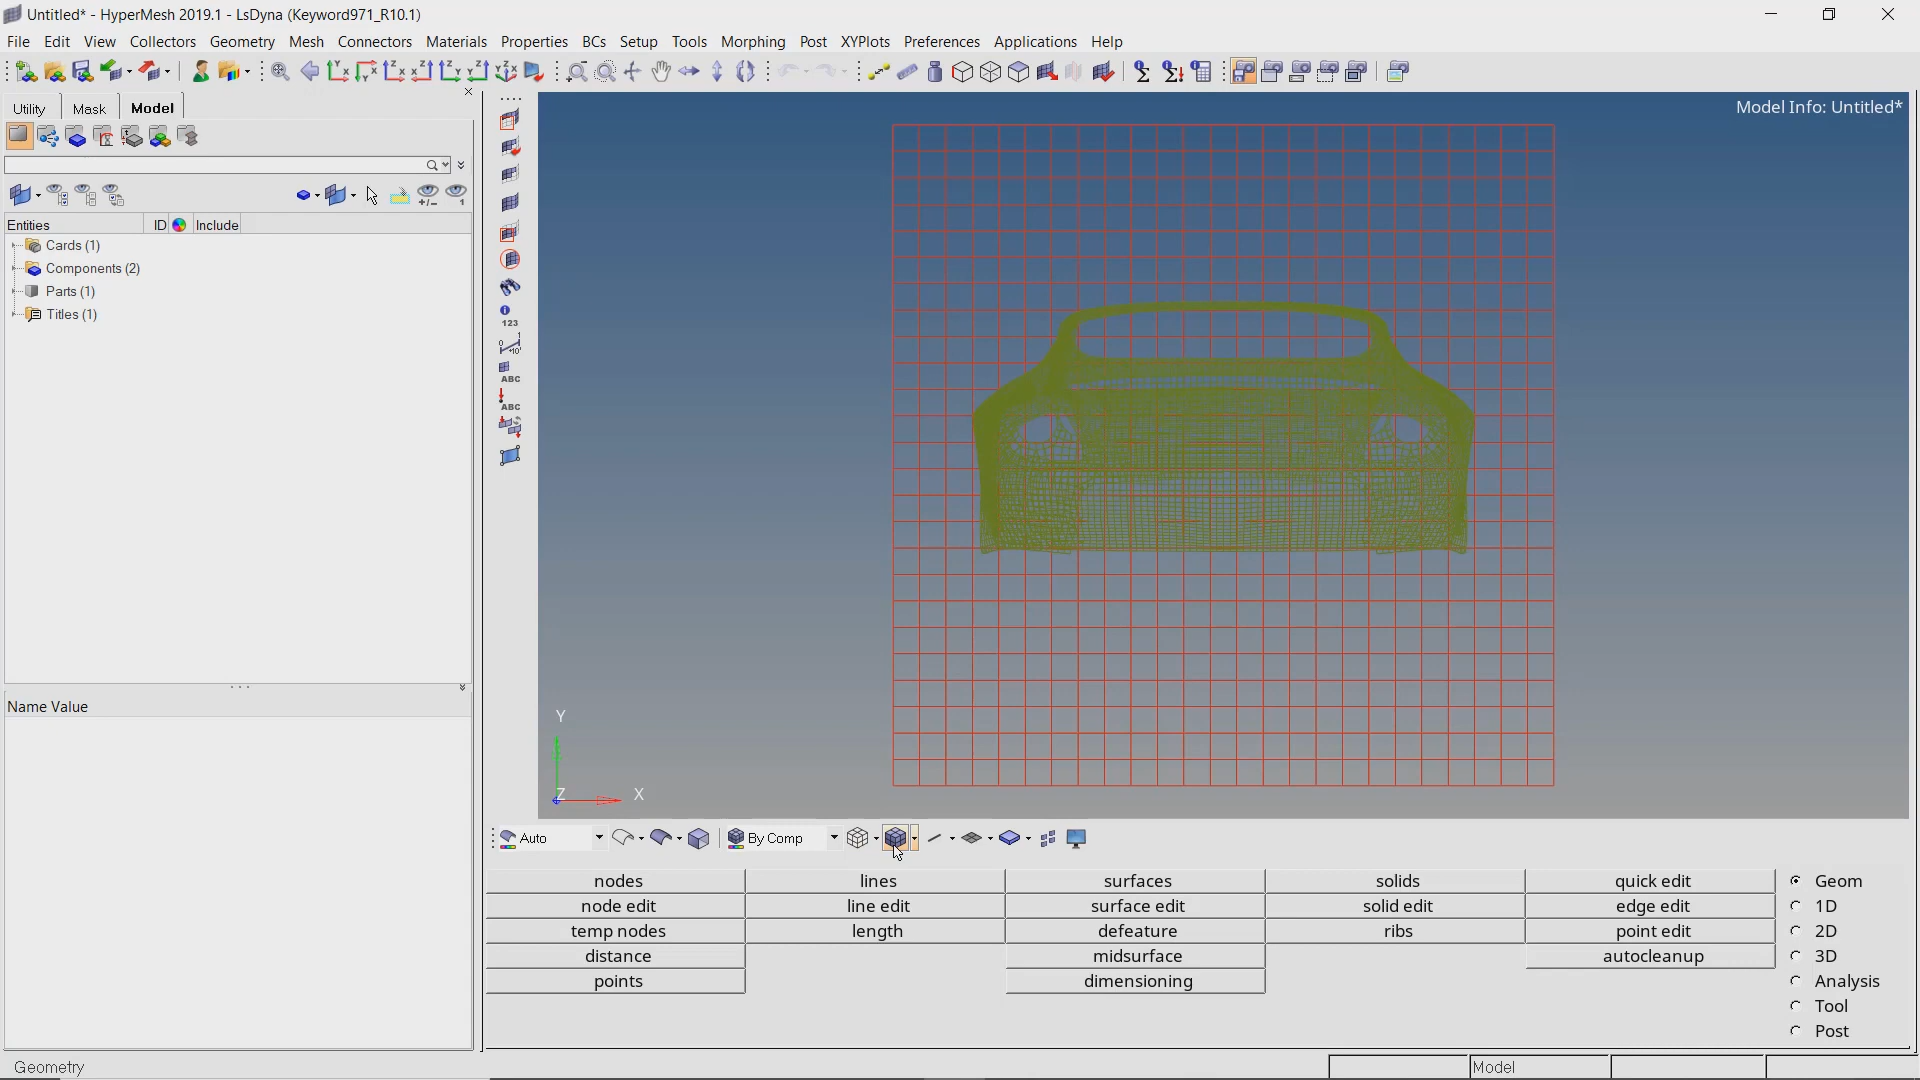 Untitled* - HyperMesh 2019.1 - LsDyna (Keyword971_R10.1)
File Edit View Collectors Geometry Mesh Connectors Materials Properties BCs Setup Tools Morphing Post XYPlots Preferences Applications Help
Utility Mask Model
Model Info: Untitled*
Entities ID Include
Cards (1)
Components (2)
Parts (1)
Titles (1)
123
ABC
ABC
Name Value
Y
Z X
Auto By Comp
nodes lines surfaces solids quick edit Geom
node edit line edit surface edit solid edit edge edit 1D
temp nodes length defeature ribs point edit 2D
distance midsurface autocleanup 3D
points dimensioning Analysis
Tool
Post
Geometry Model